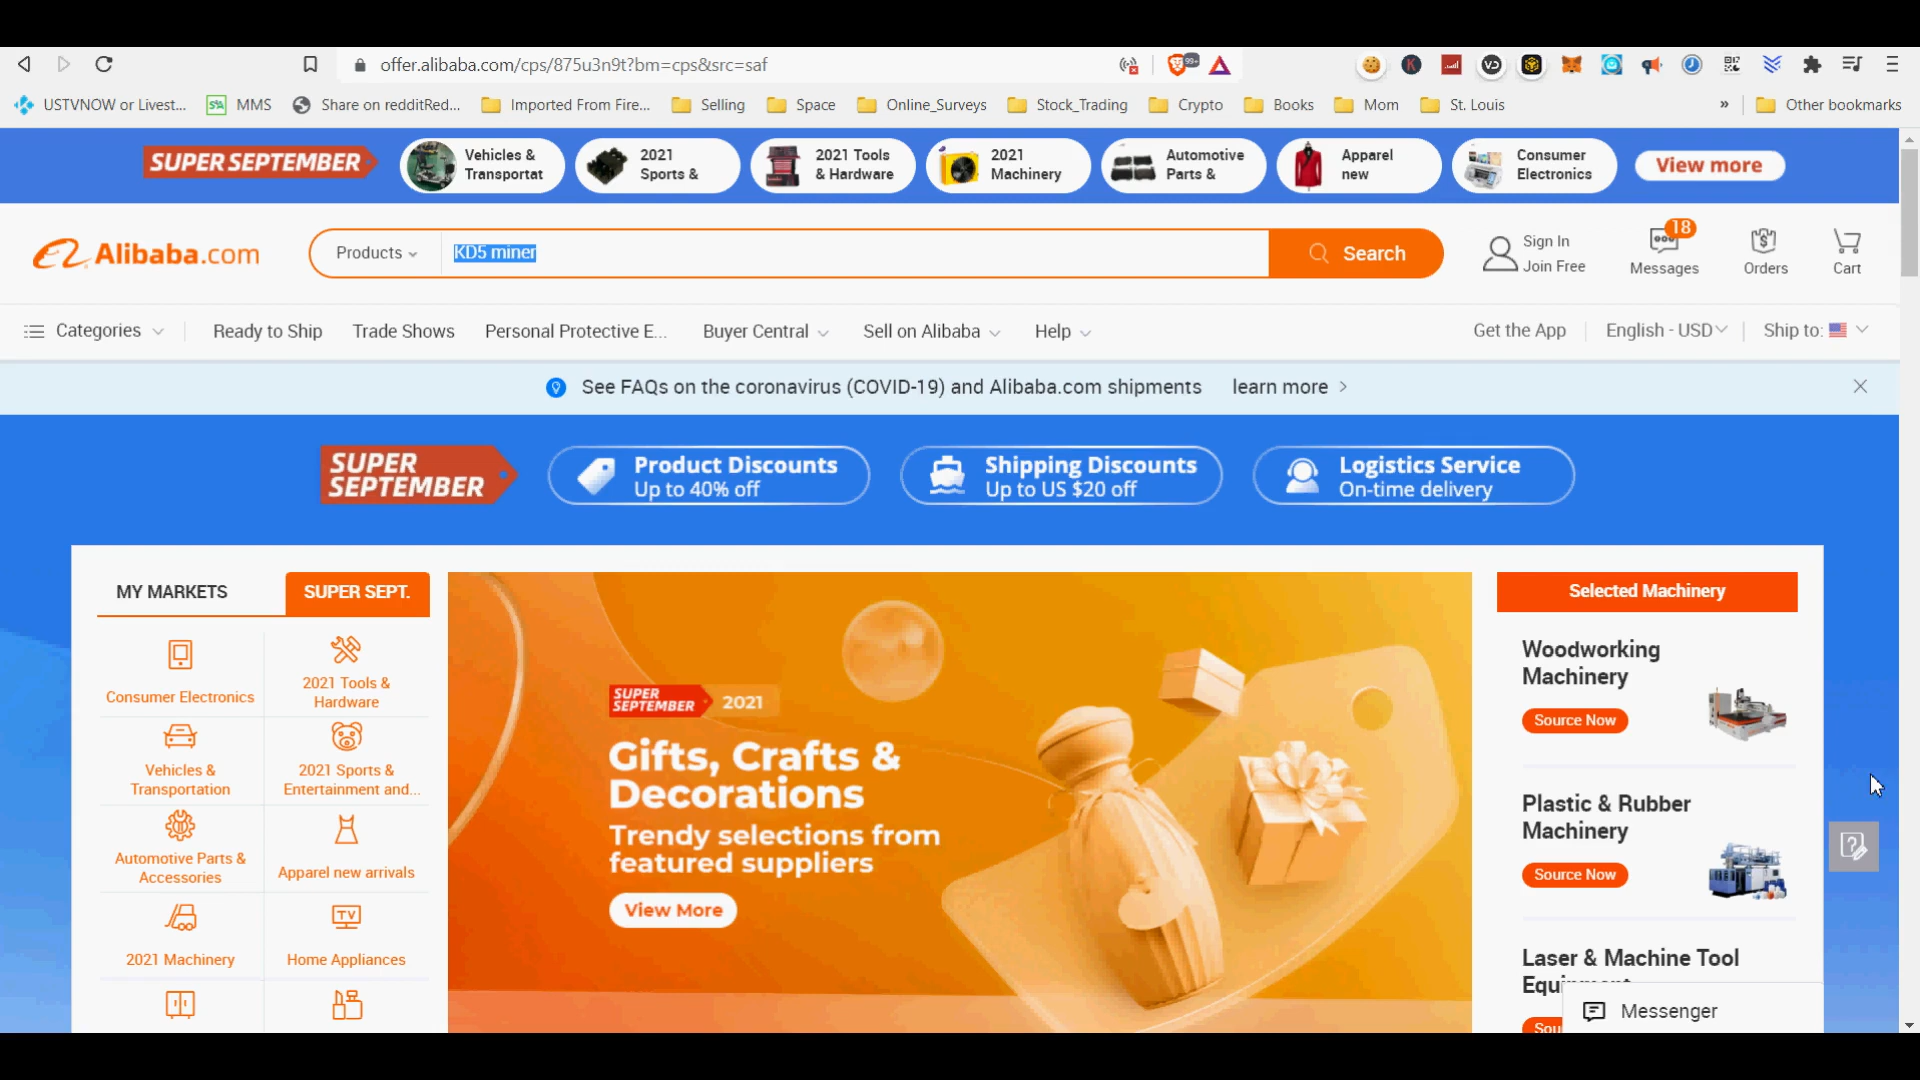 offer.alibaba.com/cps/875u3n9t?bm=cps&src=saf
99+
USTVNOW or Livest...
MMS
Share on redditRed...
Imported From Fire...
Selling
Space
Online_Surveys
Stock_Trading
Crypto
Books
Mom
St. Louis
»
Other bookmarks
SUPER SEPTEMBER
Vehicles &
Transportat
2021
Sports &
2021 Tools
& Hardware
2021
Machinery
Automotive
Parts &
Apparel
new
Consumer
Electronics
View more
Alibaba.com
Products
KD5 miner
Search
Sign In
Join Free
18
Messages
Orders
Cart
Categories
Ready to Ship
Trade Shows
Personal Protective E...
Buyer Central
Sell on Alibaba
Help
Get the App
English - USD
Ship to:
See FAQs on the coronavirus (COVID-19) and Alibaba.com shipments
learn more >
SUPER
SEPTEMBER
Product Discounts
Up to 40% off
Shipping Discounts
Up to US $20 off
Logistics Service
On-time delivery
MY MARKETS
SUPER SEPT.
Consumer Electronics
2021 Tools &
Hardware
Vehicles &
Transportation
2021 Sports &
Entertainment and...
Automotive Parts &
Accessories
Apparel new arrivals
2021 Machinery
TV
Home Appliances
SUPER
SEPTEMBER
2021
Gifts, Crafts &
Decorations
Trendy selections from
featured suppliers
View More
Selected Machinery
Woodworking
Machinery
Source Now
Plastic & Rubber
Machinery
Source Now
Laser & Machine Tool
Messenger